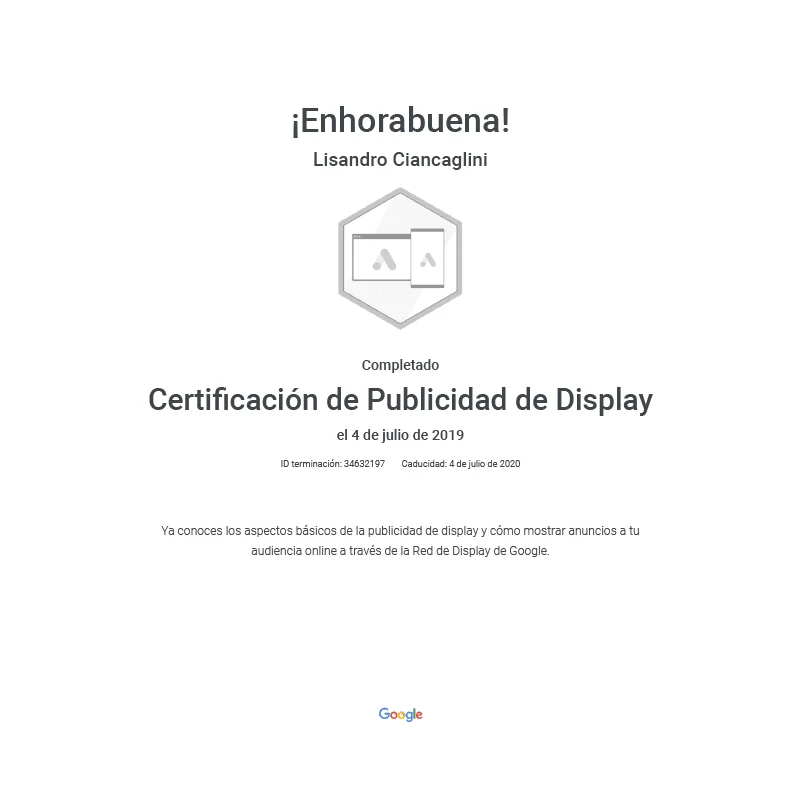 ¡Enhorabuena!
Lisandro Ciancaglini
Completado
Certificación de Publicidad de Display
el 4 de julio de 2019
ID terminación: 34632197 Caducidad: 4 de julio de 2020
Ya conoces los aspectos básicos de la publicidad de display y cómo mostrar anuncios a tu
audiencia online a través de la Red de Display de Google.
Google